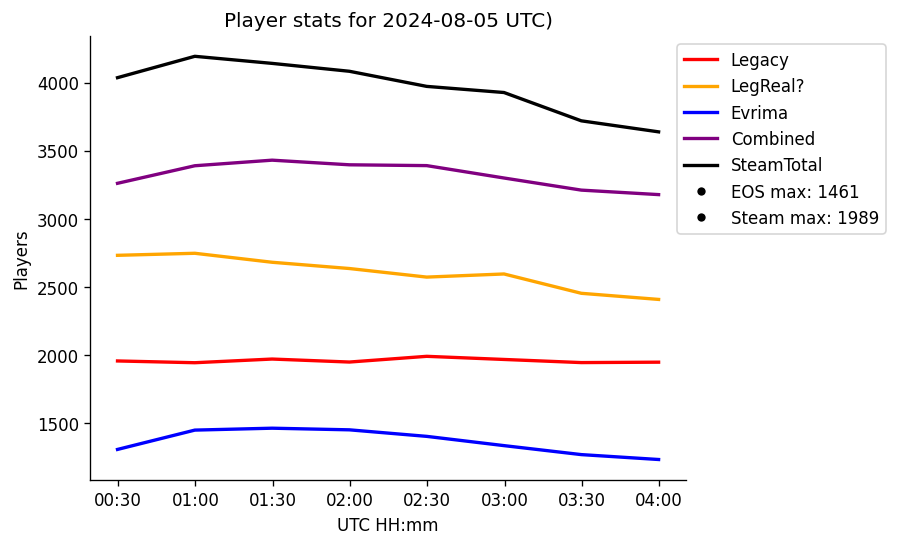 Player stats for 2024-08-05 UTC)
Legacy
LegReal?
Evrima
Combined
SteamTotal
EOS max: 1461
Steam max: 1989
Players
4000
3500
3000
2500
2000
1500
00:30 01:00 01:30 02:00 02:30 03:00 03:30 04:00
UTC HH:mm